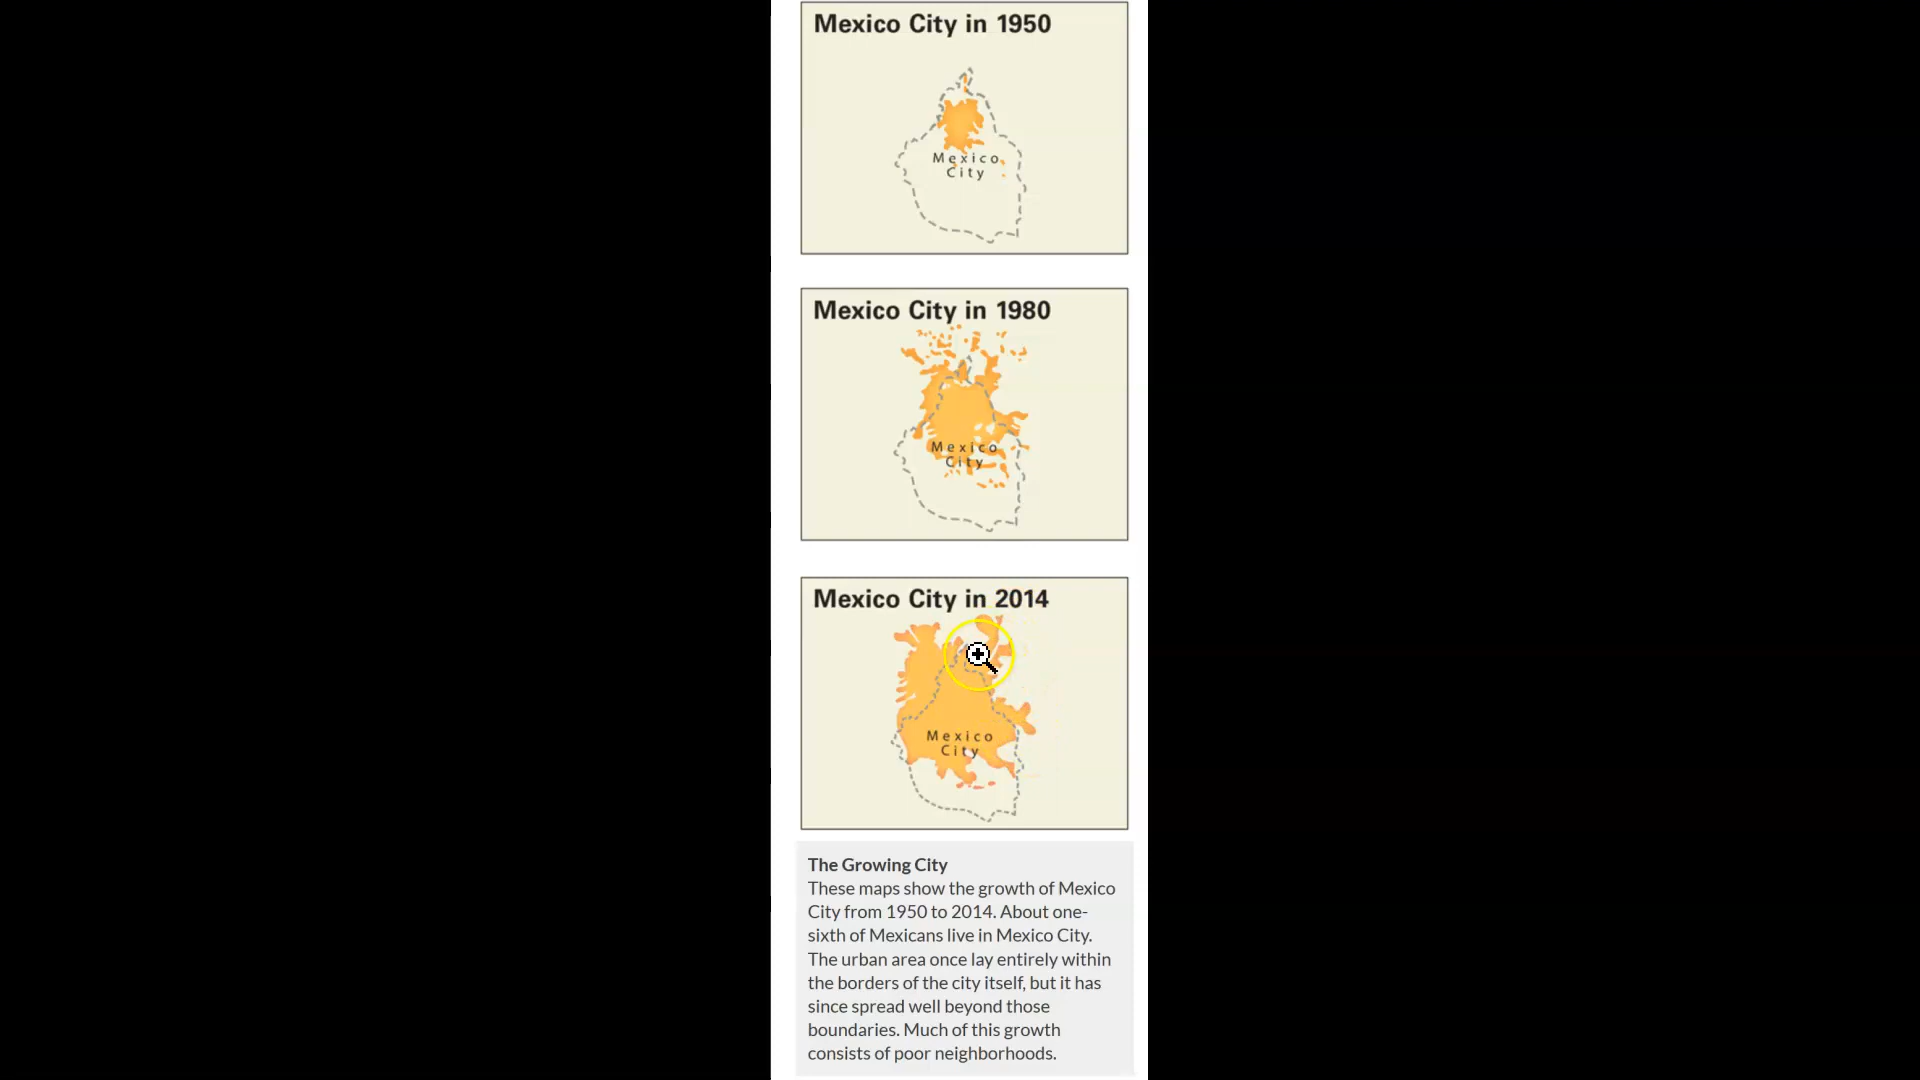 Mexico City in 1950
Mexico
City
Mexico City in 1980
Mexico
City
Mexico City in 2014
Mexico
City
The Growing City
These maps show the growth of Mexico
City from 1950 to 2014. About one-
sixth of Mexicans live in Mexico City.
The urban area once lay entirely within
the borders of the city itself, but it has
since spread well beyond those
boundaries. Much of this growth
consists of poor neighborhoods.